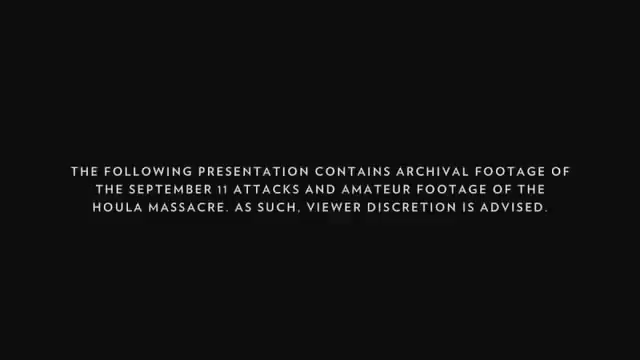 THE FOLLOWING PRESENTATION CONTAINS ARCHIVAL FOOTAGE OF
THE SEPTEMBER 11 ATTACKS AND AMATEUR FOOTAGE OF THE
HOULA MASSACRE. AS SUCH, VIEWER DISCRETION IS ADVISED.